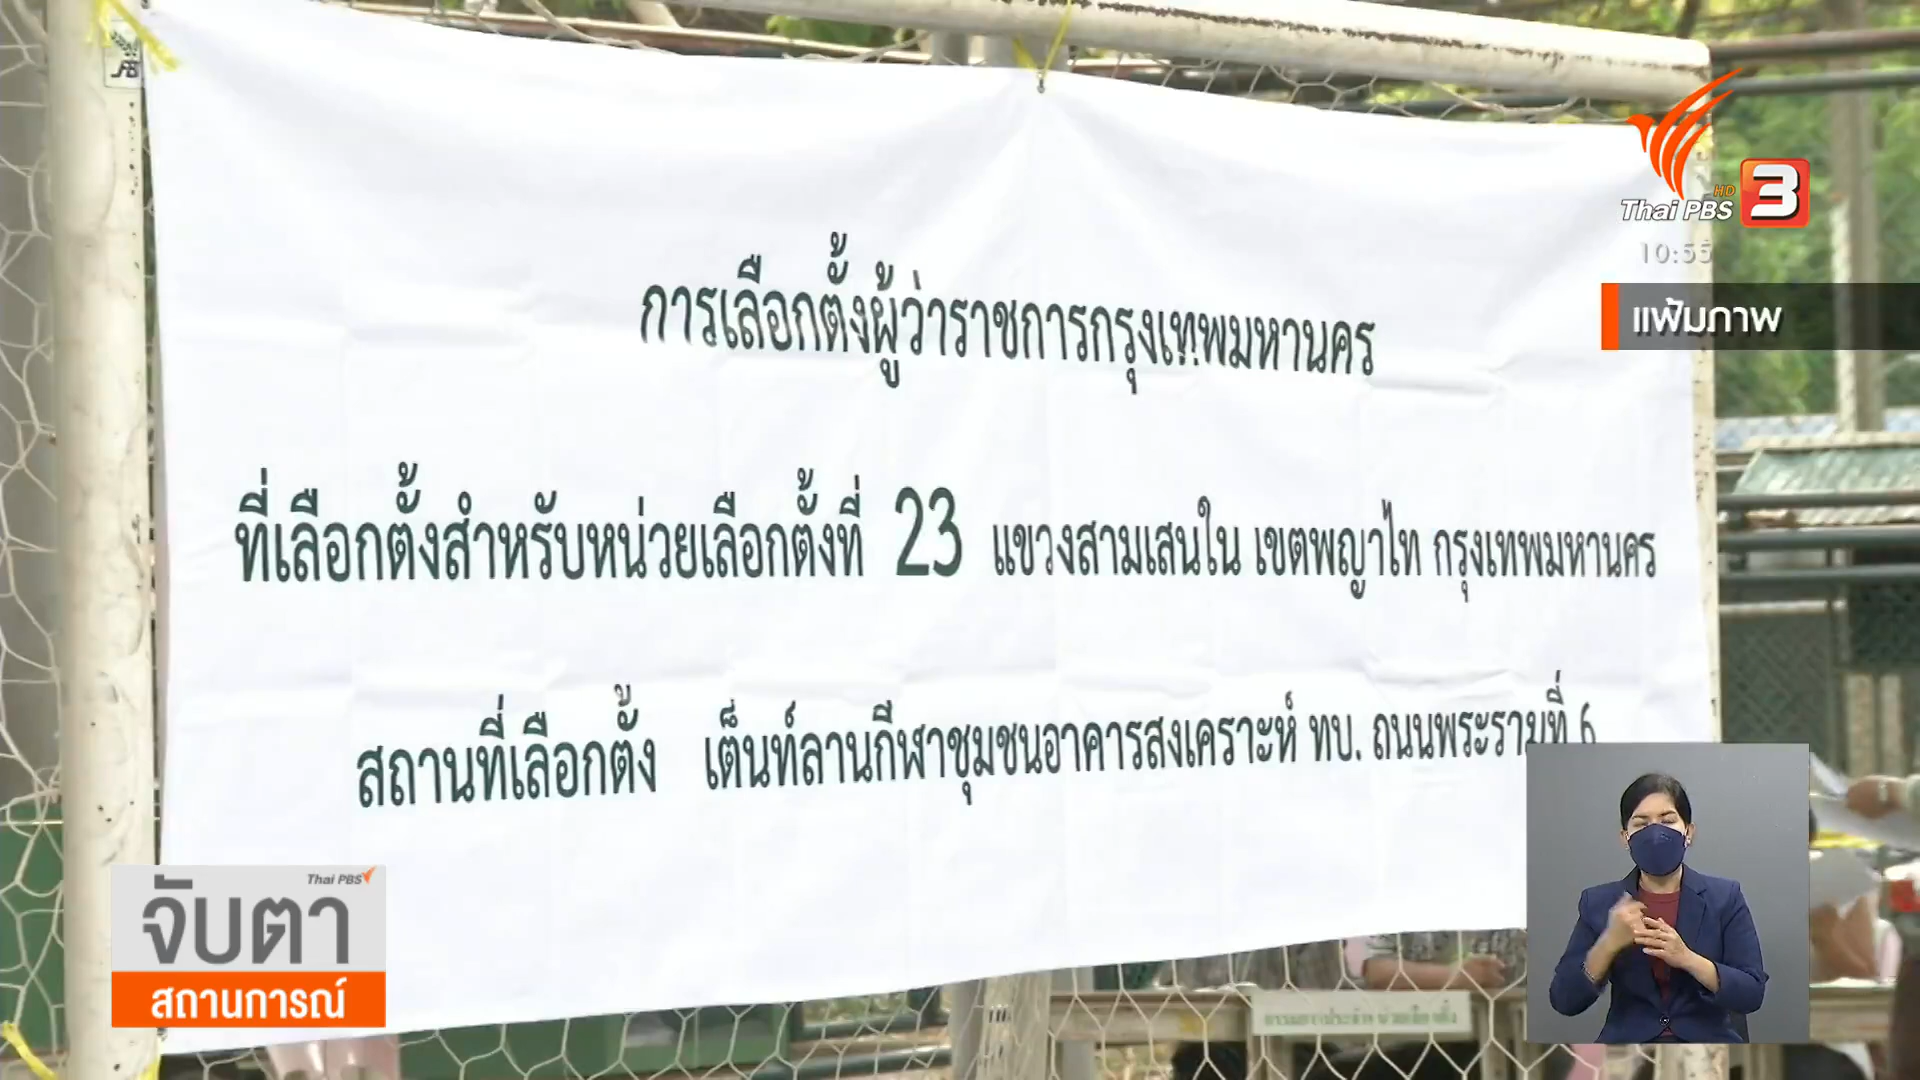 การเลือกตั้งผู้ว่าราชการกรุงเทพมหานคร
ที่เลือกตั้งสำหรับหน่วยเลือกตั้งที่ 23 แขวงสามเสนใน เขตพญาไท กรุงเทพมหานคร
สถานที่เลือกตั้ง เต็นท์ลานกีฬาชุมชนอาคารสงเคราะห์ ทบ. ถนนพระรามที่ 6
Thai PBS HD 3
10:55
แฟ้มภาพ
Thai PBS
จับตา
สถานการณ์